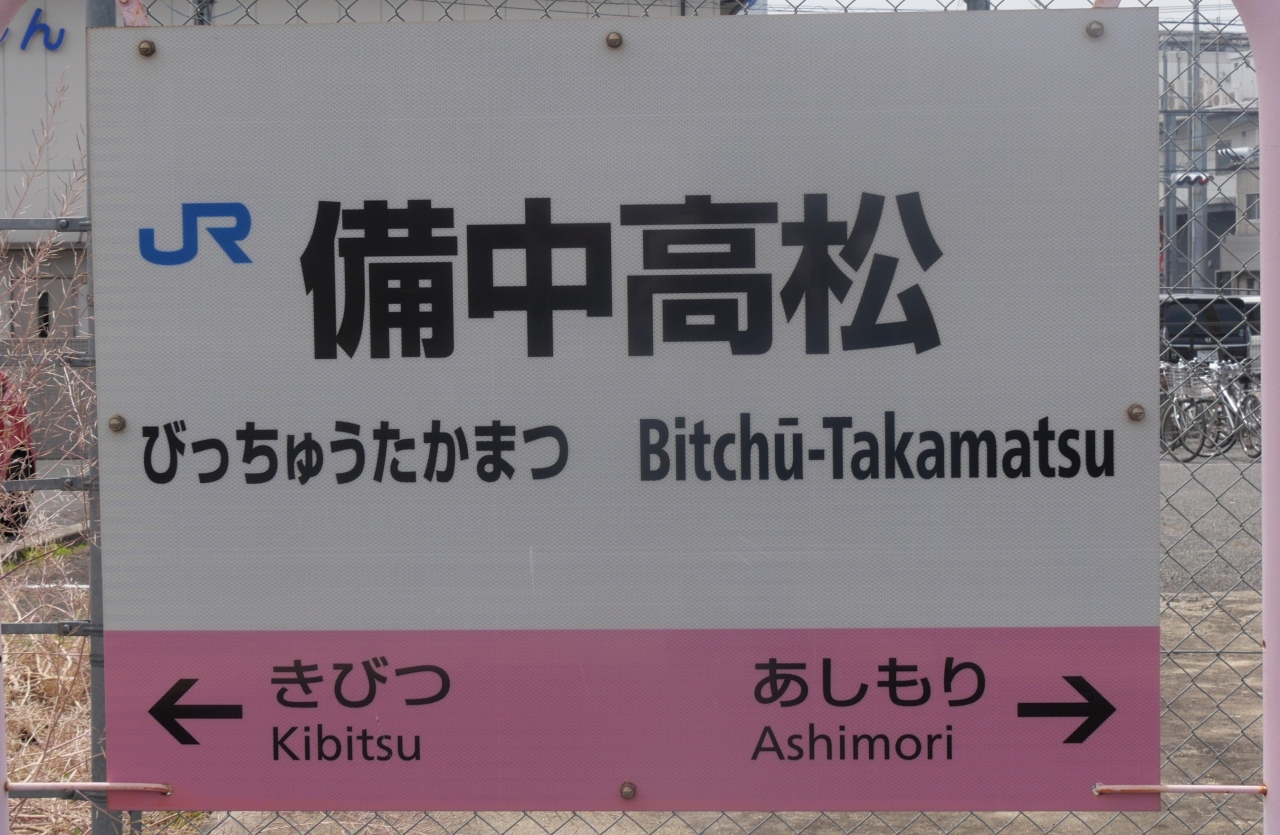 ん
JR 備中高松
びっちゅうたかまつ Bitchū-Takamatsu
← きびつ あしもり →
Kibitsu Ashimori